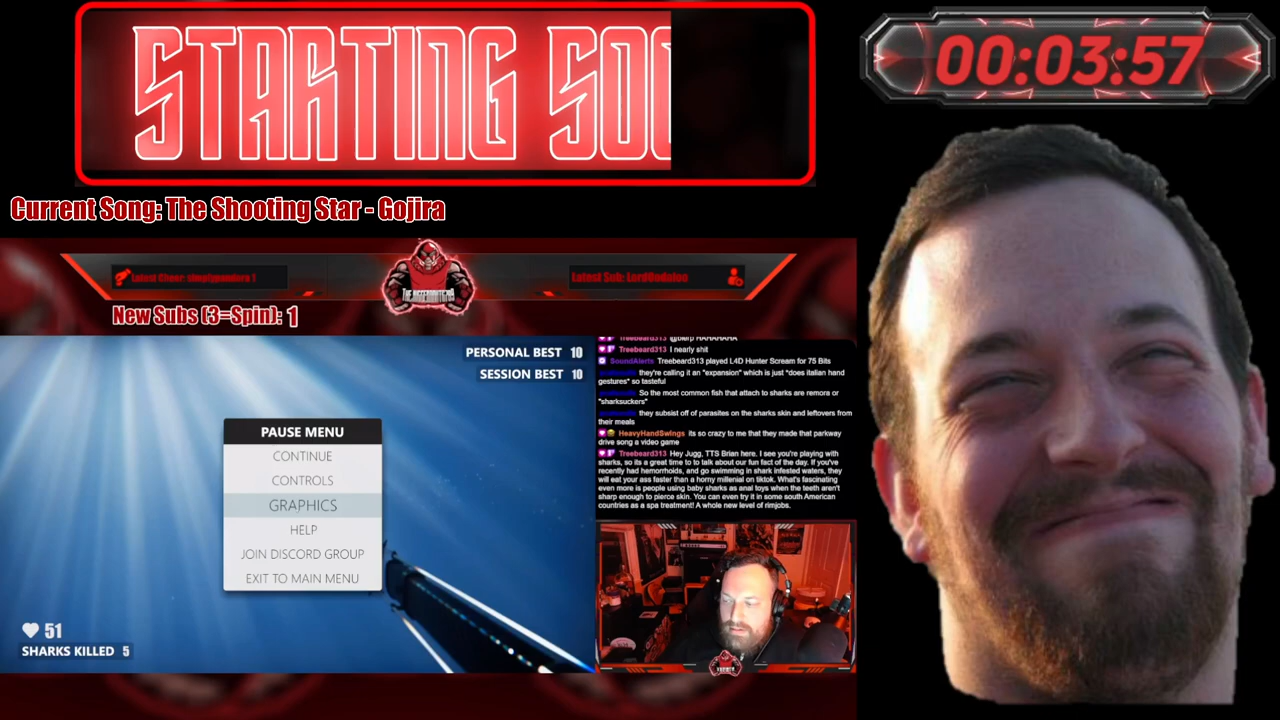 STARTING SOO
00:03:57
Current Song: The Shooting Star - Gojira
Latest Cheer: simplypandora 1
Latest Sub:
New Subs (3=Spin): 1
PERSONAL BEST 10
SESSION BEST 10
PAUSE MENU
CONTINUE
CONTROLS
GRAPHICS
HELP
JOIN DISCORD GROUP
EXIT TO MAIN MENU
51
SHARKS KILLED 5
Treebeard313
Treebeard313 I nearly shit
SoundAlerts Treebeard313 played L4D Hunter Scream for 75 Bits
they're calling it an "expansion" which is just *does italian hand
gestures* so tasteful
So the most common fish that attach to sharks are remora or
"sharksuckers"
they subsist off of parasites on the sharks skin and leftovers from
their meals
HeavyHandSwings its so crazy to me that they made that parkway
drive song a video game
Treebeard313 Hey Jugg, TTS Brian here. I see you're playing with
sharks, so its a great time to to talk about our fun fact of the day. If you've
recently had hemorrhoids, and go swimming in shark infested waters, they
will eat your ass faster than a horny millenial on tiktok. What's fascinating
even more is people using baby sharks as anal toys when the teeth aren't
sharp enough to pierce skin. You can even try it in some south American
countries as a spa treatment! A whole new level of rimjobs.